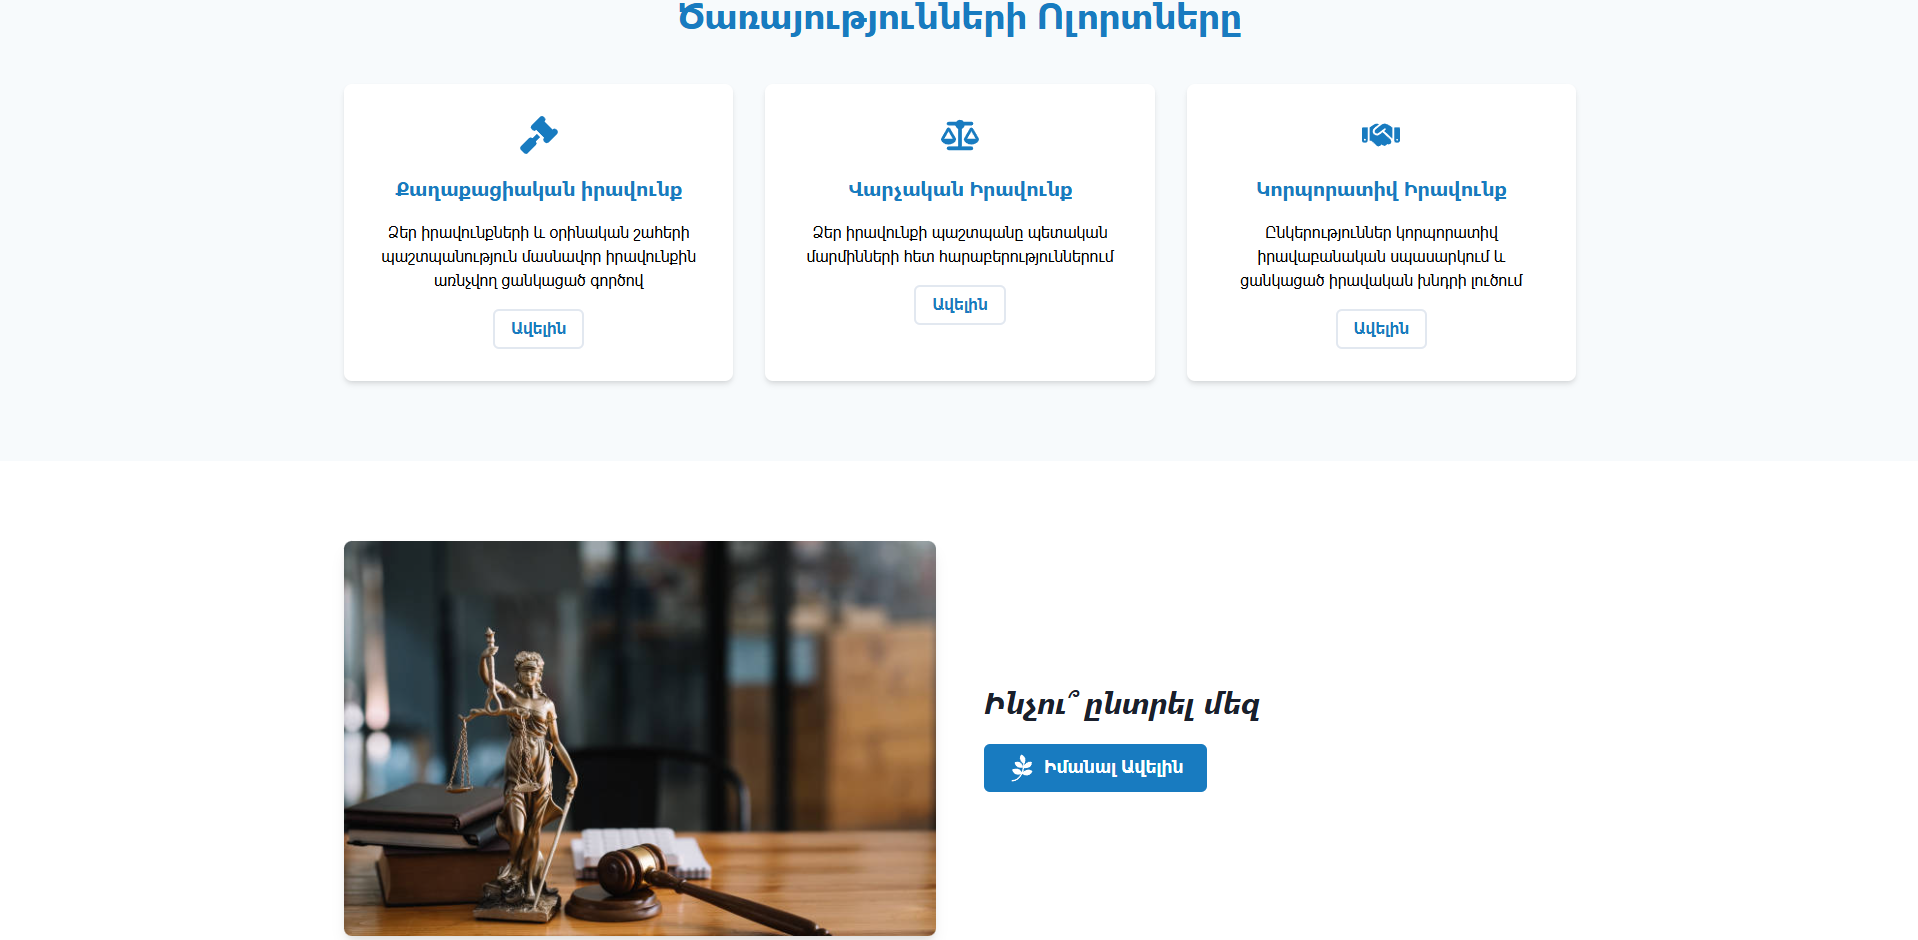 Ծառայությունների Ոլորտները
Քաղաքացիական իրավունք
Ձեր իրավունքների և օրինական շահերի
պաշտպանություն մասնավոր իրավունքին
առնչվող ցանկացած գործով
Ավելին
Վարչական Իրավունք
Ձեր իրավունքի պաշտպանը պետական
մարմինների հետ հարաբերություններում
Ավելին
Կորպորատիվ Իրավունք
Ընկերություններ կորպորատիվ
իրավաբանական սպասարկում և
ցանկացած իրավական խնդրի լուծում
Ավելին
Ինչու՞ ընտրել մեզ
Իմանալ Ավելին